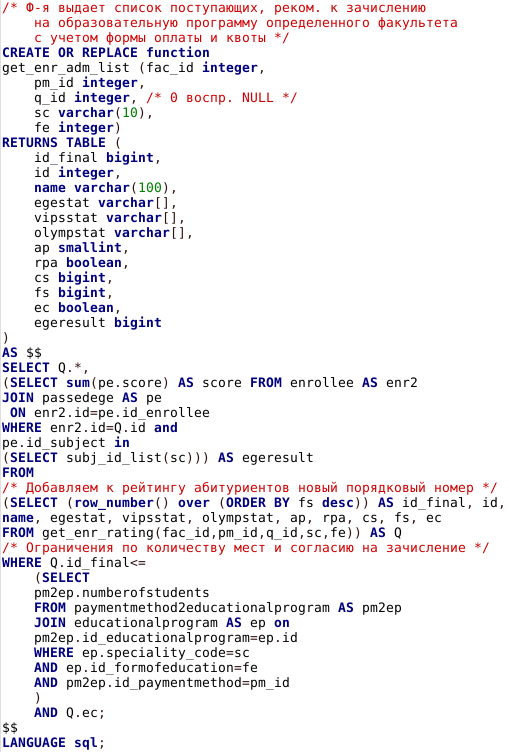 /* Ф-я выдает список поступающих, реком. к зачислению
на образовательную программу определенного факультета
с учетом формы оплаты и квоты */
CREATE OR REPLACE function
get_enr_adm_list (fac_id integer,
pm_id integer,
q_id integer, /* 0 воспр. NULL */
sc varchar(10),
fe integer)
RETURNS TABLE (
id_final bigint,
id integer,
name varchar(100),
egestat varchar[],
vipsstat varchar[],
olympstat varchar[],
ap smallint,
rpa boolean,
cs bigint,
fs bigint,
ec boolean,
egeresult bigint
)
AS $$
SELECT Q.*,
(SELECT sum(pe.score) AS score FROM enrollee AS enr2
JOIN passedege AS pe
ON enr2.id=pe.id_enrollee
WHERE enr2.id=Q.id and
pe.id_subject in
(SELECT subj_id_list(sc))) AS egeresult
FROM
/* Добавляем к рейтингу абитуриентов новый порядковый номер */
(SELECT (row_number() over (ORDER BY fs desc)) AS id_final, id,
name, egestat, vipsstat, olympstat, ap, rpa, cs, fs, ec
FROM get_enr_rating(fac_id,pm_id,q_id,sc,fe)) AS Q
/* Ограничения по количеству мест и согласию на зачисление */
WHERE Q.id_final<=
(SELECT
pm2ep.numberofstudents
FROM paymentmethod2educationalprogram AS pm2ep
JOIN educationalprogram AS ep on
pm2ep.id_educationalprogram=ep.id
WHERE ep.speciality_code=sc
AND ep.id_formofeducation=fe
AND pm2ep.id_paymentmethod=pm_id
)
AND Q.ec;
$$
LANGUAGE sql;